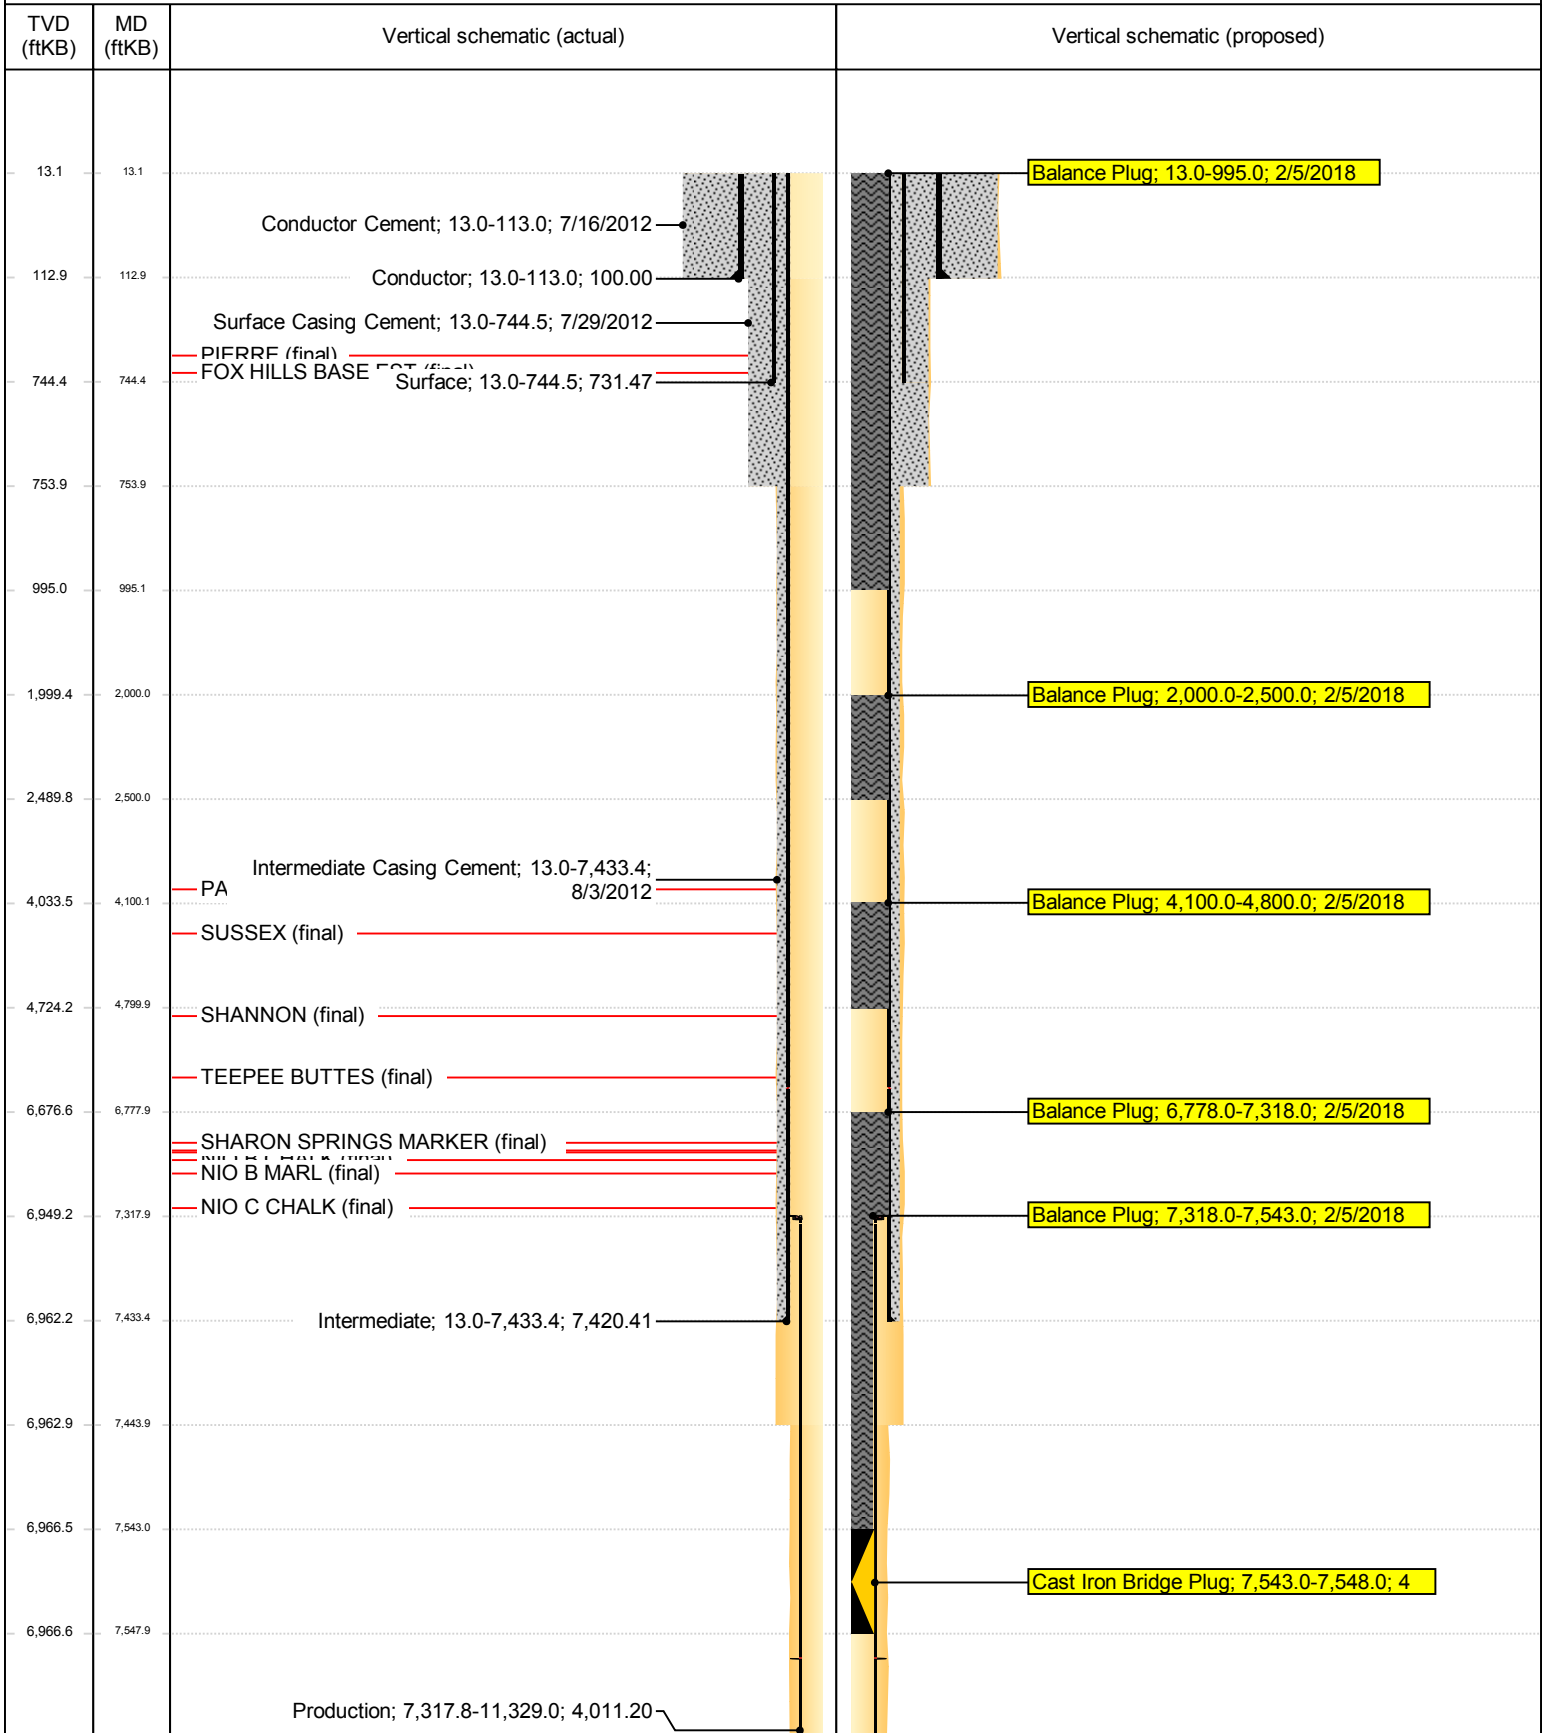 TVD (ftKB)
MD (ftKB)
Vertical schematic (actual)
Vertical schematic (proposed)
13.1 13.1
Balance Plug; 13.0-995.0; 2/5/2018
Conductor Cement; 13.0-113.0; 7/16/2012
112.9 112.9
Conductor; 13.0-113.0; 100.00
Surface Casing Cement; 13.0-744.5; 7/29/2012
PIERRE (final)
FOX HILLS BASE EST (final)
744.4 744.4
Surface; 13.0-744.5; 731.47
753.9 753.9
995.0 995.1
1,999.4 2,000.0
Balance Plug; 2,000.0-2,500.0; 2/5/2018
2,489.8 2,500.0
Intermediate Casing Cement; 13.0-7,433.4;
8/3/2012
PA
4,033.5 4,100.1
Balance Plug; 4,100.0-4,800.0; 2/5/2018
SUSSEX (final)
4,724.2 4,799.9
SHANNON (final)
TEEPEE BUTTES (final)
6,676.6 6,777.9
Balance Plug; 6,778.0-7,318.0; 2/5/2018
SHARON SPRINGS MARKER (final)
NIO B CHALK (final)
NIO B MARL (final)
NIO C CHALK (final)
6,949.2 7,317.9
Balance Plug; 7,318.0-7,543.0; 2/5/2018
6,962.2 7,433.4
Intermediate; 13.0-7,433.4; 7,420.41
6,962.9 7,443.9
6,966.5 7,543.0
Cast Iron Bridge Plug; 7,543.0-7,548.0; 4
6,966.6 7,547.9
Production; 7,317.8-11,329.0; 4,011.20